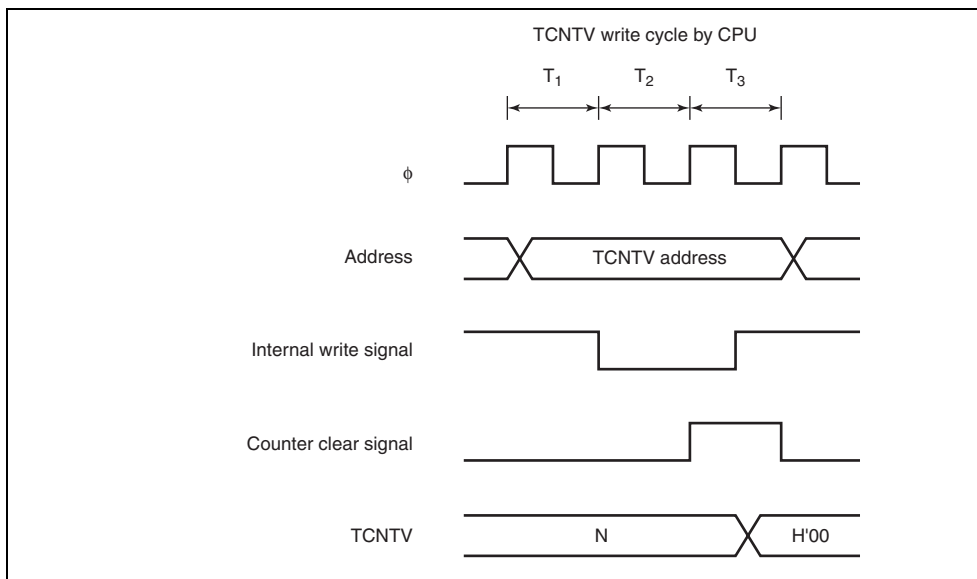 TCNTV write cycle by CPU
T1 T2 T3
φ
Address
TCNTV address
Internal write signal
Counter clear signal
TCNTV
N
H'00